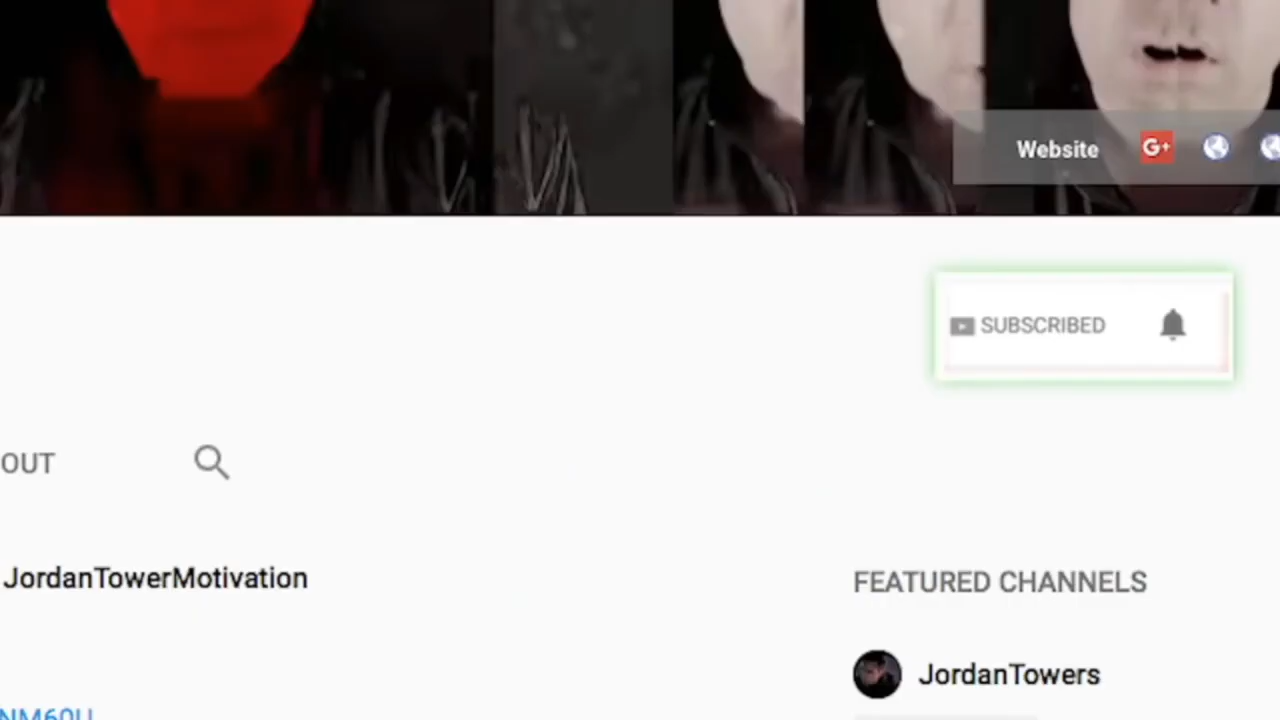 Website G+
SUBSCRIBED
OUT
JordanTowerMotivation
FEATURED CHANNELS
JordanTowers